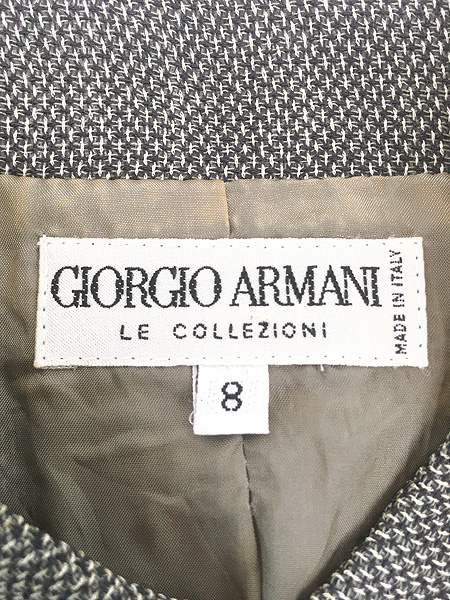 GIORGIO ARMANI
LE COLLEZIONI
MADE IN ITALY
8